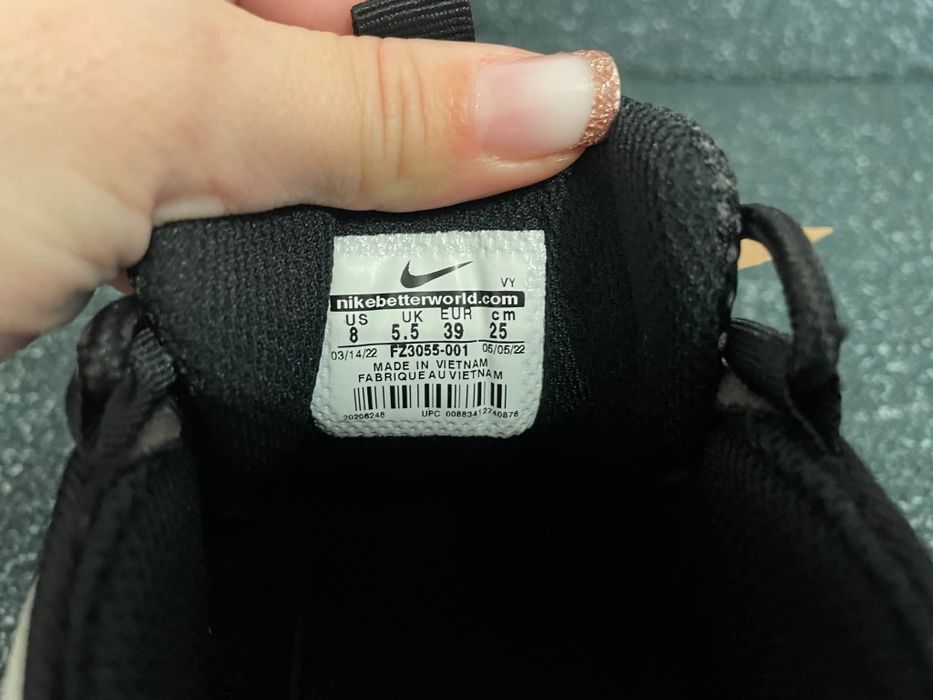 VY
nikebetterworld.com
US UK EUR cm
8 5.5 39 25
03/14/22 FZ3055-001 05/05/22
MADE IN VIETNAM
FABRIQUE AU VIETNAM
20206248 UPC 00883412740876